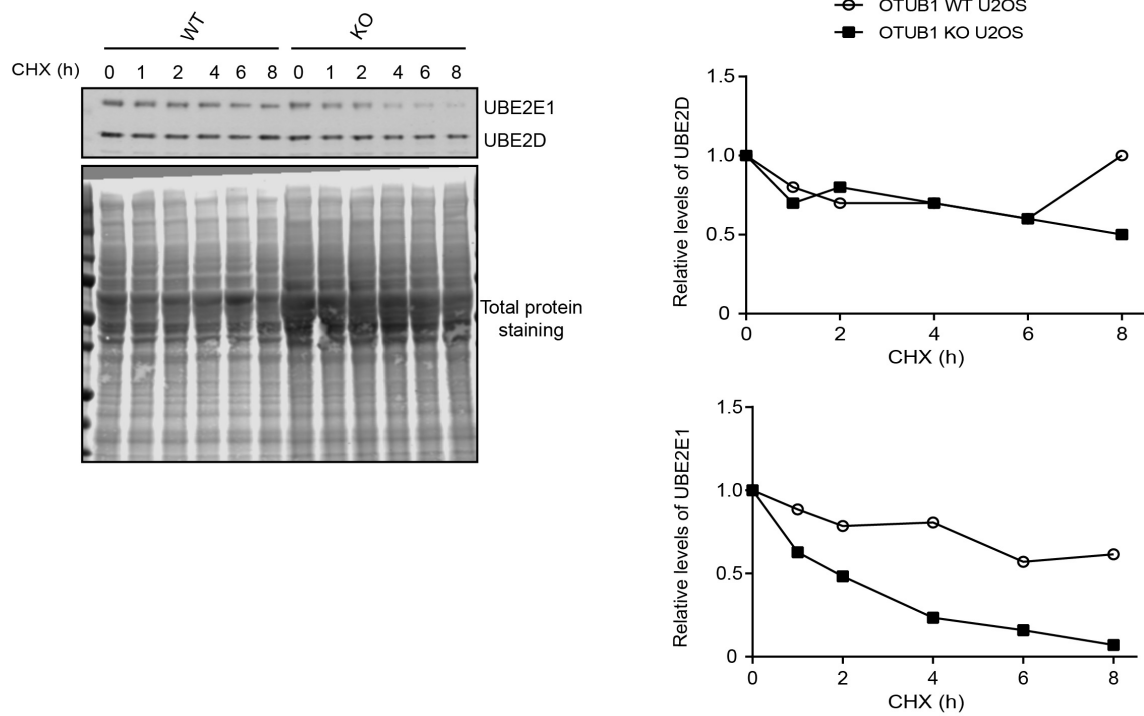 WT KO
CHX (h) 0 1 2 4 6 8 0 1 2 4 6 8
UBE2E1
UBE2D
Total protein
staining
OTUB1 WT U2OS
OTUB1 KO U2OS
Relative levels of UBE2D
1.5
1.0
0.5
0
0 2 4 6 8
CHX (h)
Relative levels of UBE2E1
1.5
1.0
0.5
0
0 2 4 6 8
CHX (h)